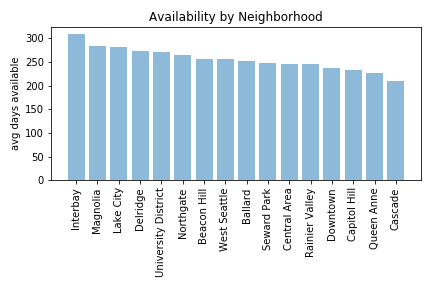 Availability by Neighborhood
avg days available
300
250
200
150
100
50
0
Interbay
Magnolia
Lake City
Delridge
University District
Northgate
Beacon Hill
West Seattle
Ballard
Seward Park
Central Area
Rainier Valley
Downtown
Capitol Hill
Queen Anne
Cascade